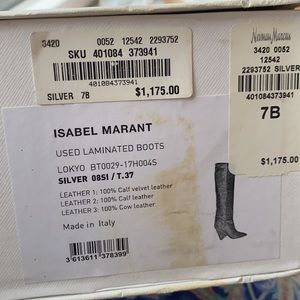 3420 0052 12542 2293752
SKU 401084 373941
401084373941
SILVER 7B $1,175.00
Neiman Marcus
3420 0052
12542
2293752 SILVER
401084373941
7B
$1,175.00
ISABEL MARANT
USED LAMINATED BOOTS
LOKYO BT0029-17H004S
SILVER 08SI / T.37
LEATHER 1: 100% Calf velvet leather
LEATHER 2: 100% Calf leather
LEATHER 3: 100% Cow leather
Made in Italy
3 613611 378399